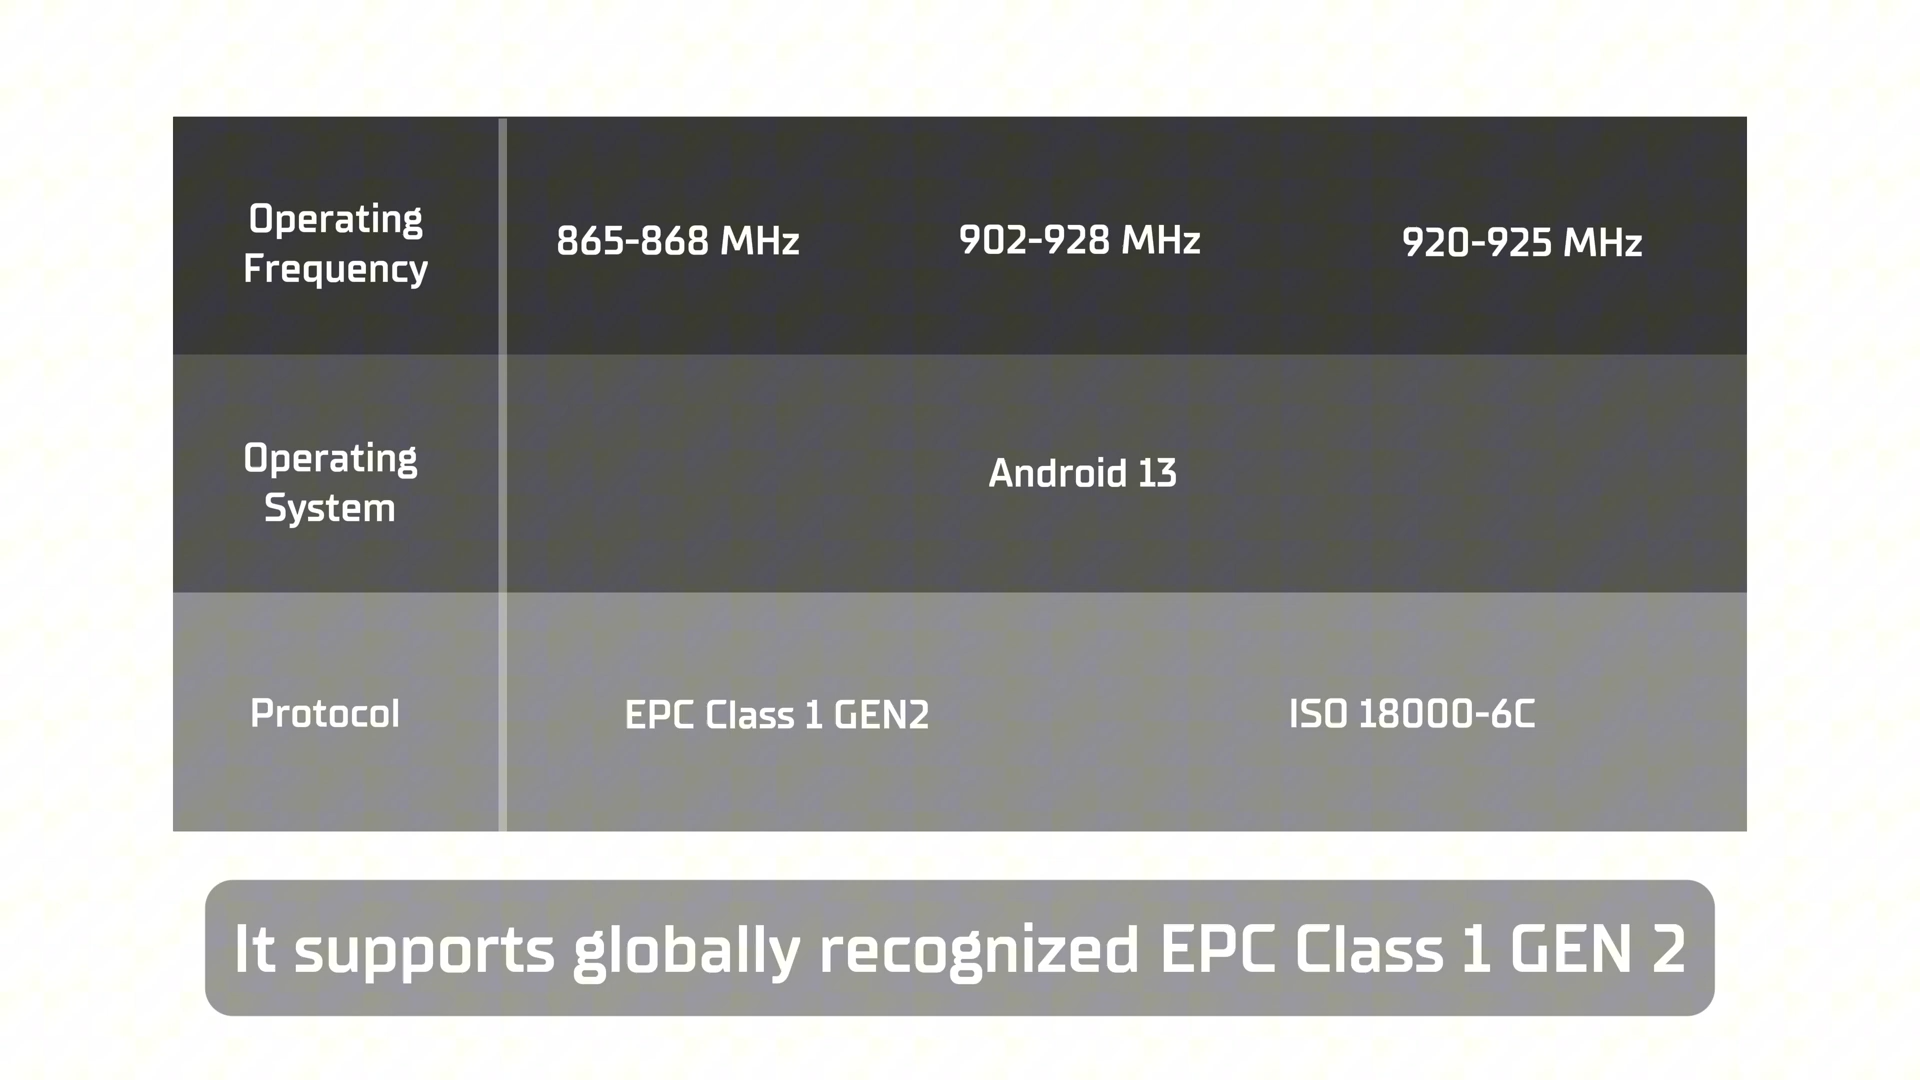 Operating
Frequency
865-868 MHz
902-928 MHz
920-925 MHz
Operating
System
Android 13
Protocol
EPC Class 1 GEN2
ISO 18000-6C
It supports globally recognized EPC Class 1 GEN 2